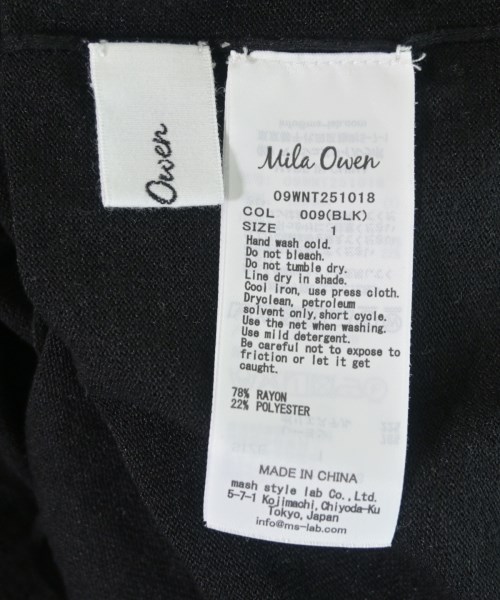 Owen
Mila Owen
09WNT251018
COL 009(BLK)
SIZE 1
Hand wash cold.
Do not bleach.
Do not tumble dry.
Line dry in shade.
Cool iron, use press cloth.
Dryclean, petroleum
solvent only,short cycle.
Use the net when washing.
Use mild detergent.
Be careful not to expose to
friction or let it get
caught.
78% RAYON
22% POLYESTER
MADE IN CHINA
mash style lab Co.,Ltd.
5-7-1 Kojimachi,Chiyoda-Ku
Tokyo,Japan
info@ms-lab.com